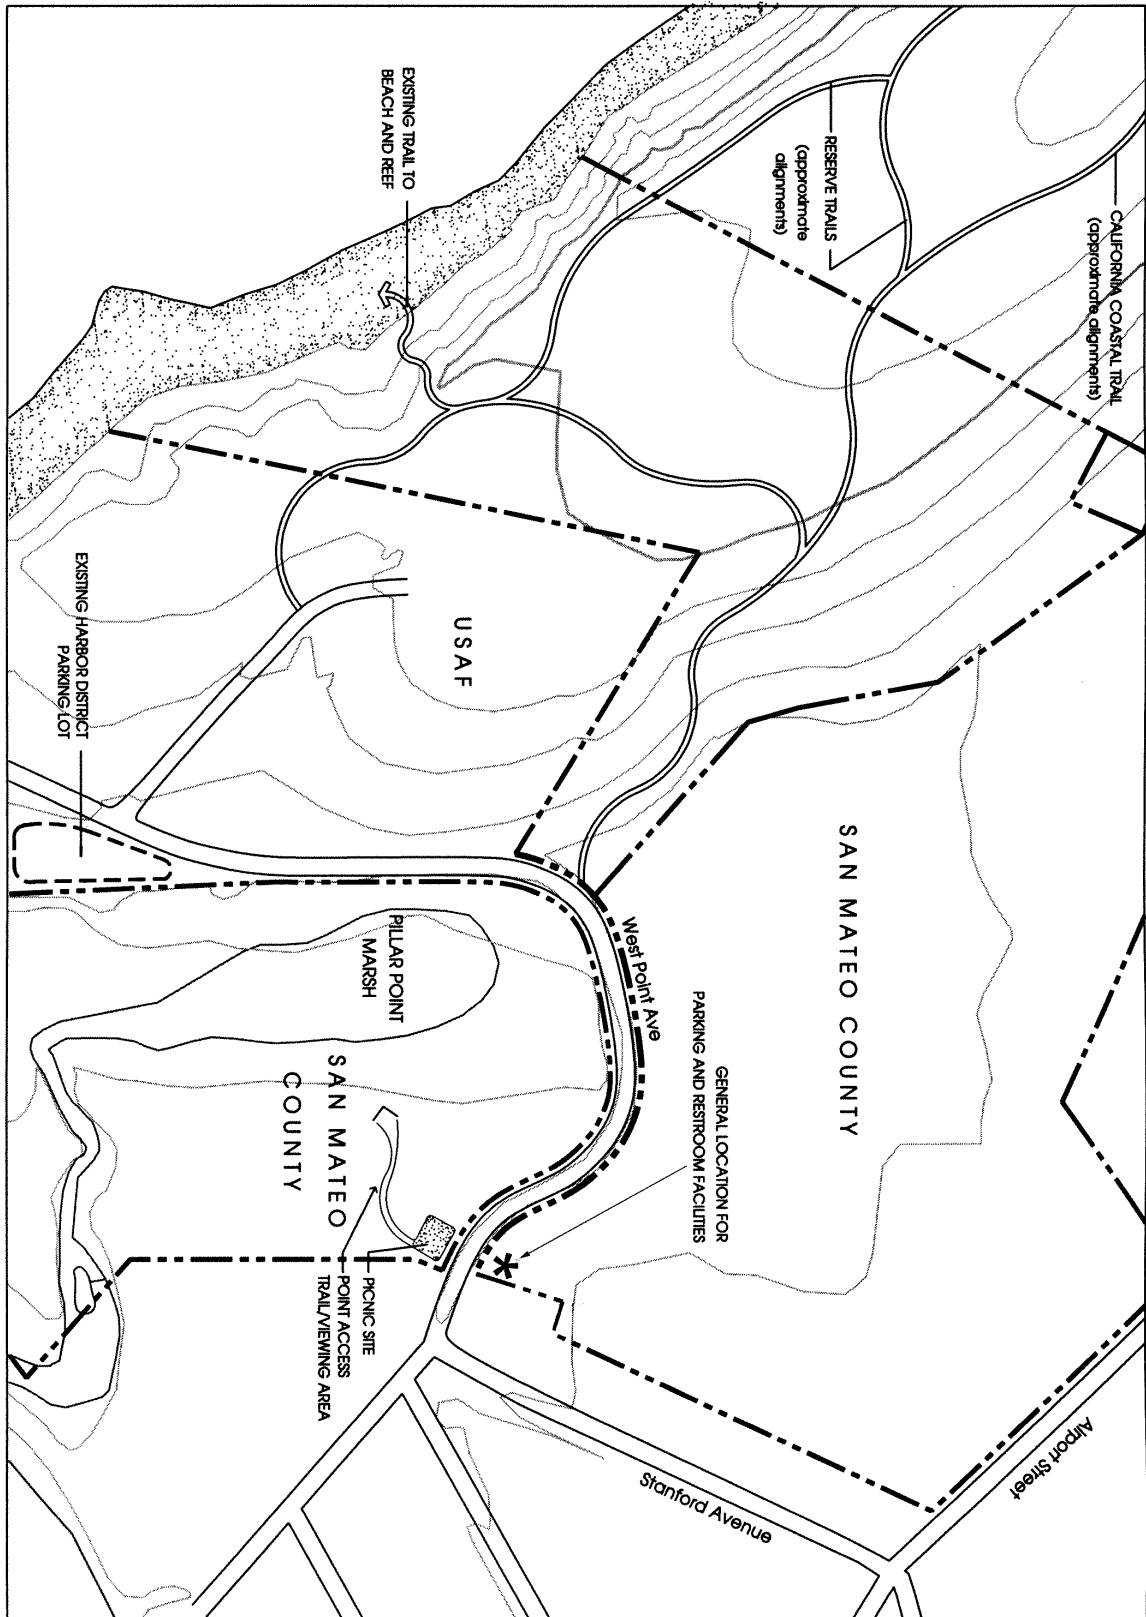 EXISTING TRAIL TO
BEACH AND REEF
RESERVE TRAILS
(approximate
alignments)
CALIFORNIA COASTAL TRAIL
(approximate alignments)
USAF
EXISTING HARBOR DISTRICT
PARKING LOT
SAN MATEO COUNTY
West Point Ave
PILLAR POINT
MARSH
GENERAL LOCATION FOR
PARKING AND RESTROOM FACILITIES
SAN MATEO
COUNTY
PICNIC SITE
POINT ACCESS
TRAIL/VIEWING AREA
Stanford Avenue
Airport Street